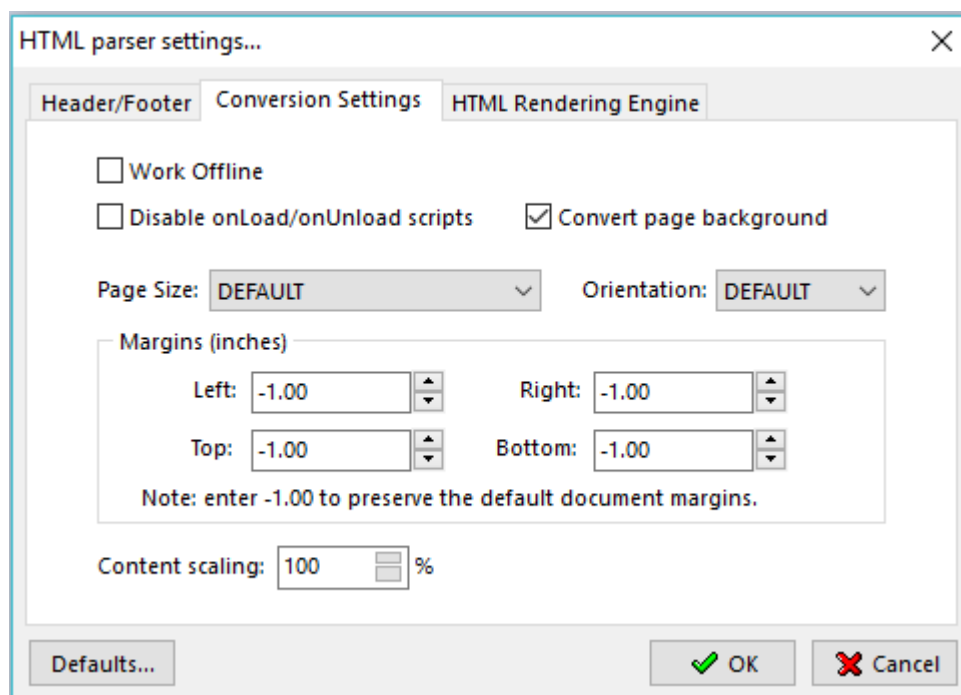 HTML parser settings...
Header/Footer Conversion Settings HTML Rendering Engine
Work Offline
Disable onLoad/onUnload scripts Convert page background
Page Size: DEFAULT Orientation: DEFAULT
Margins (inches)
Left: -1.00 Right: -1.00
Top: -1.00 Bottom: -1.00
Note: enter -1.00 to preserve the default document margins.
Content scaling: 100 %
Defaults... OK Cancel